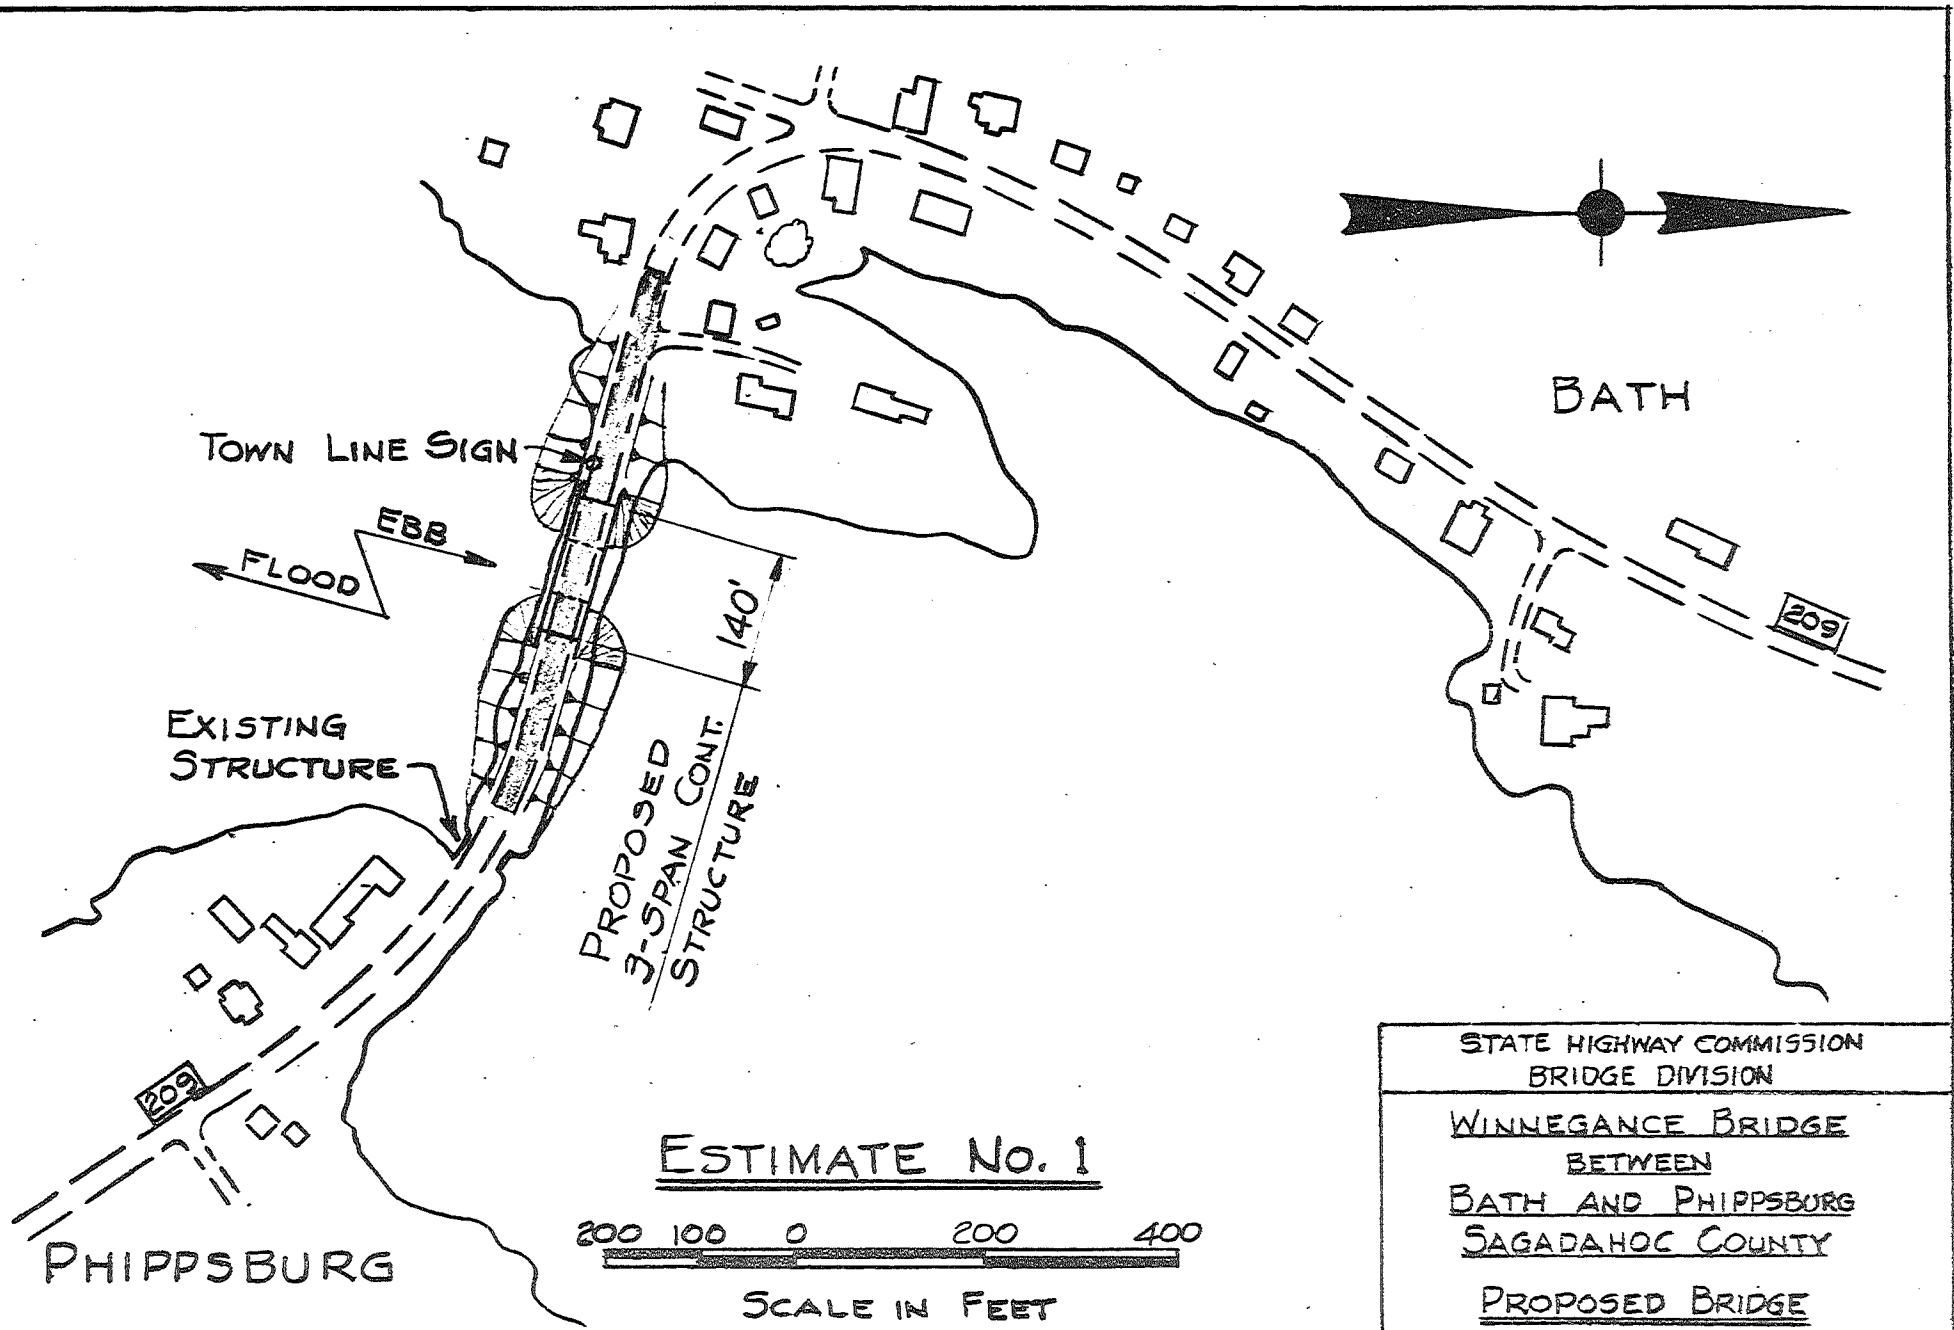 BATH
TOWN LINE SIGN
EBB
FLOOD
140'
209
EXISTING
STRUCTURE
PROPOSED
3-SPAN CONT.
STRUCTURE
209
PHIPPSBURG
ESTIMATE No. 1
200 100 0 200 400
SCALE IN FEET
STATE HIGHWAY COMMISSION
BRIDGE DIVISION
WINNEGANCE BRIDGE
BETWEEN
BATH AND PHIPPSBURG
SAGADAHOC COUNTY
PROPOSED BRIDGE